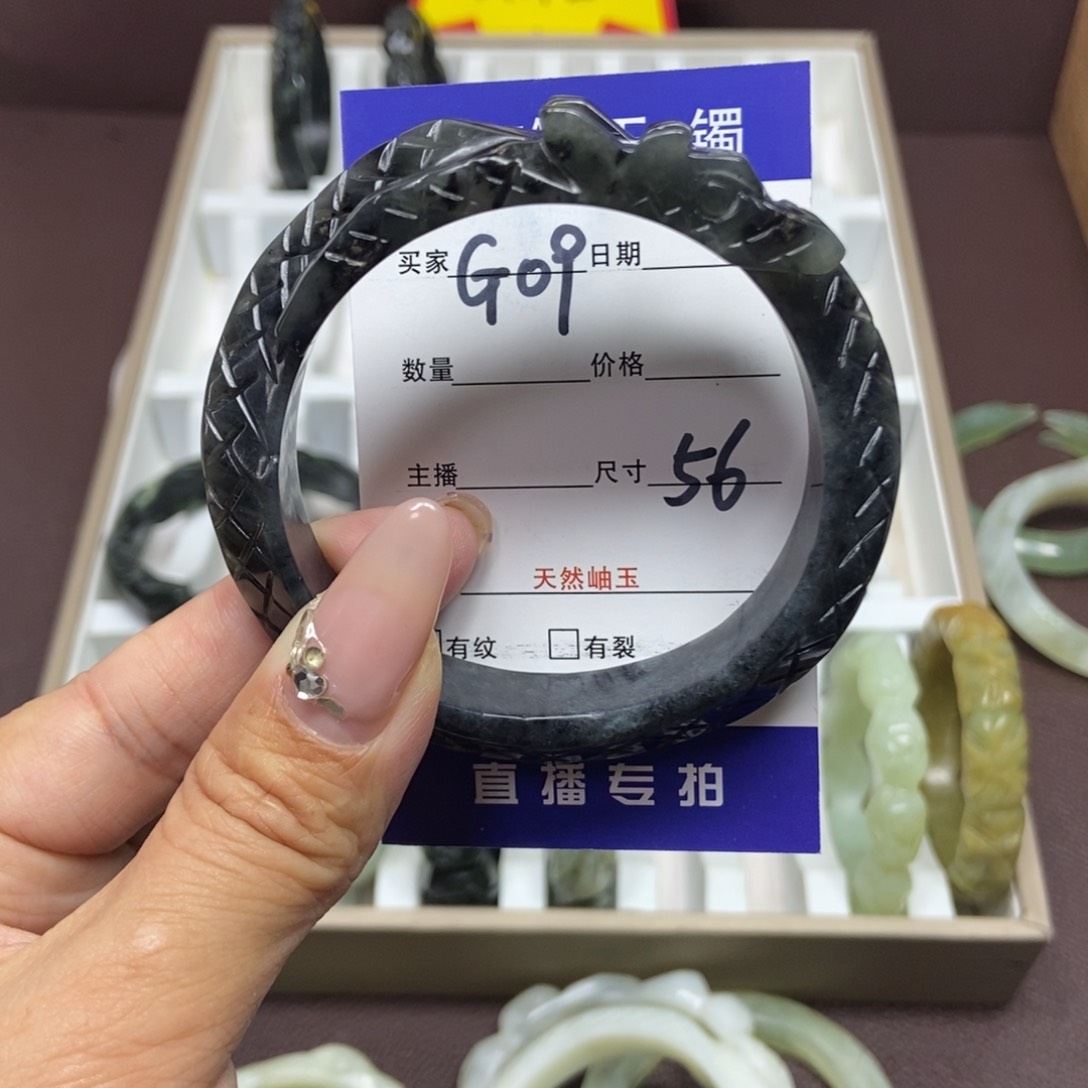 镯
买家 G09 日期
数量 价格
主播 尺寸 56
天然岫玉
有纹 有裂
直播专拍